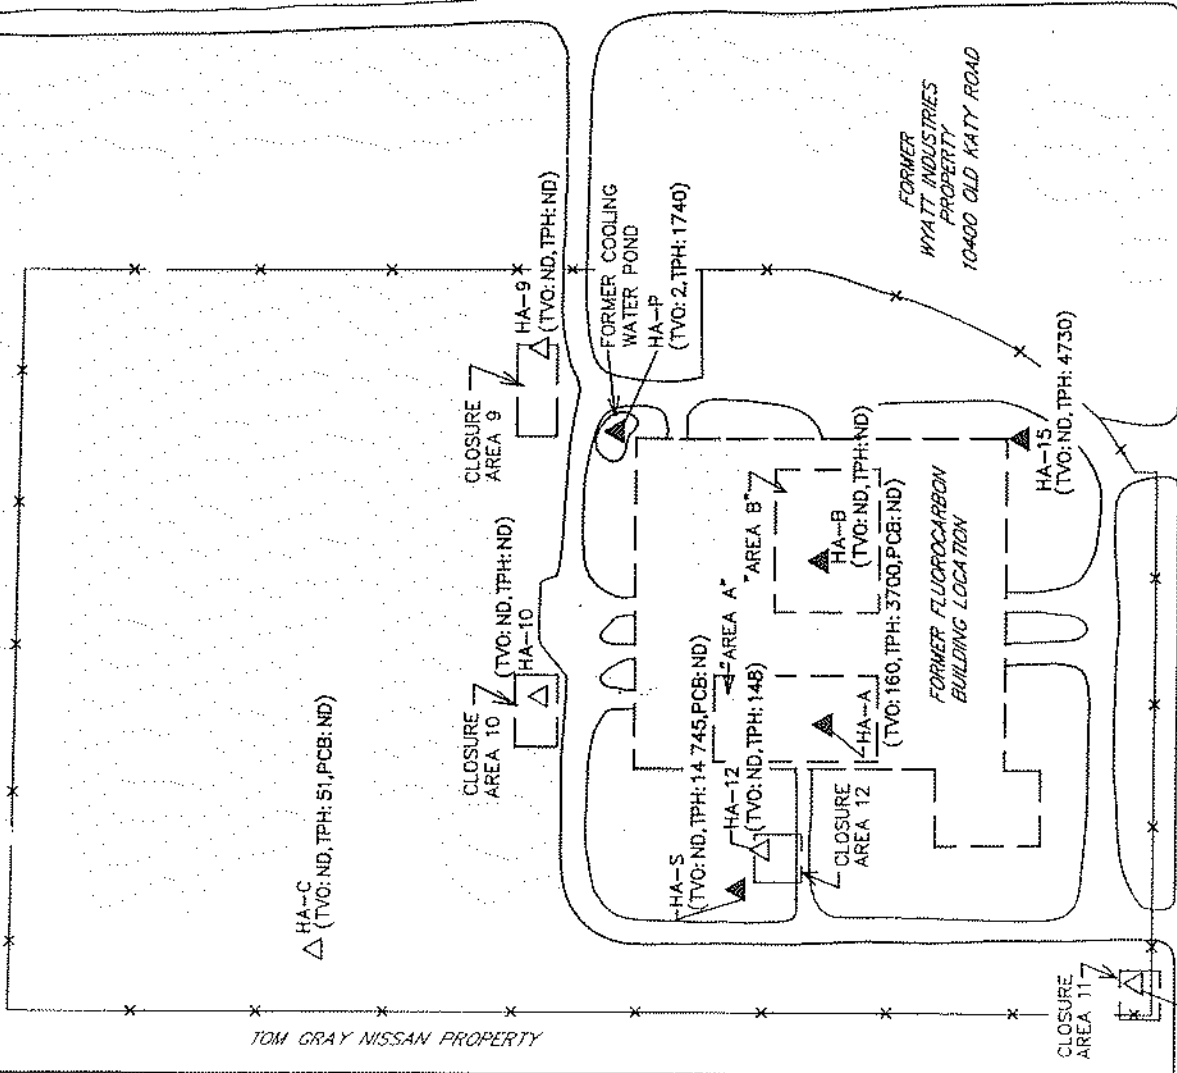 FORMER
WYATT INDUSTRIES
PROPERTY
10400 OLD KATY ROAD
HA-9
(TVO: ND, TPH: ND)
CLOSURE
AREA 9
FORMER COOLING
WATER POND
HA-P
(TVO: 2, TPH: 1740)
(TVO: ND, TPH: ND)
HA-10
CLOSURE
AREA 10
HA-C
(TVO: ND, TPH: 51, PCB: ND)
"AREA B"
HA-B
(TVO: ND, TPH: ND)
"AREA A"
HA-A
(TVO: 160, TPH: 3700, PCB: ND)
HA-15
(TVO: ND, TPH: 4730)
FORMER FLUOROCARBON
BUILDING LOCATION
HA-S
(TVO: ND, TPH: 14 745, PCB: ND)
HA-12
(TVO: ND, TPH: 148)
CLOSURE
AREA 12
CLOSURE
AREA 11
TOM GRAY NISSAN PROPERTY